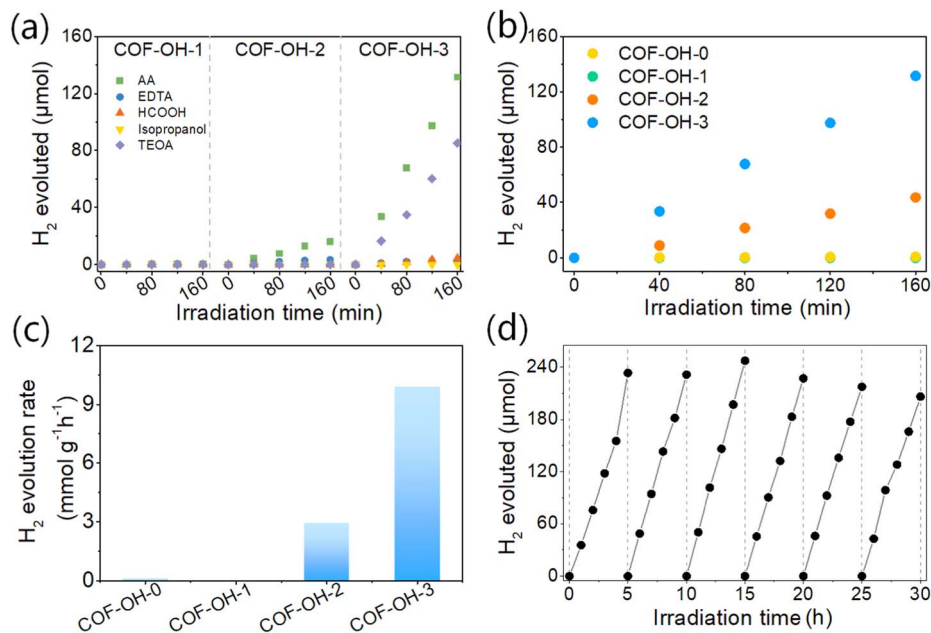 (a)
H₂ evoluted (μmol)
160
120
80
40
0
COF-OH-1 COF-OH-2 COF-OH-3
AA
EDTA
HCOOH
Isopropanol
TEOA
0 80 160 0 80 160 0 80 160
Irradiation time (min)
(b)
H₂ evoluted (μmol)
160
120
80
40
0
COF-OH-0
COF-OH-1
COF-OH-2
COF-OH-3
0 40 80 120 160
Irradiation time (min)
(c)
H₂ evolution rate
(mmol g⁻¹h⁻¹)
12
9
6
3
0
COF-OH-0 COF-OH-1 COF-OH-2 COF-OH-3
(d)
H₂ evoluted (μmol)
240
180
120
60
0
0 5 10 15 20 25 30
Irradiation time (h)